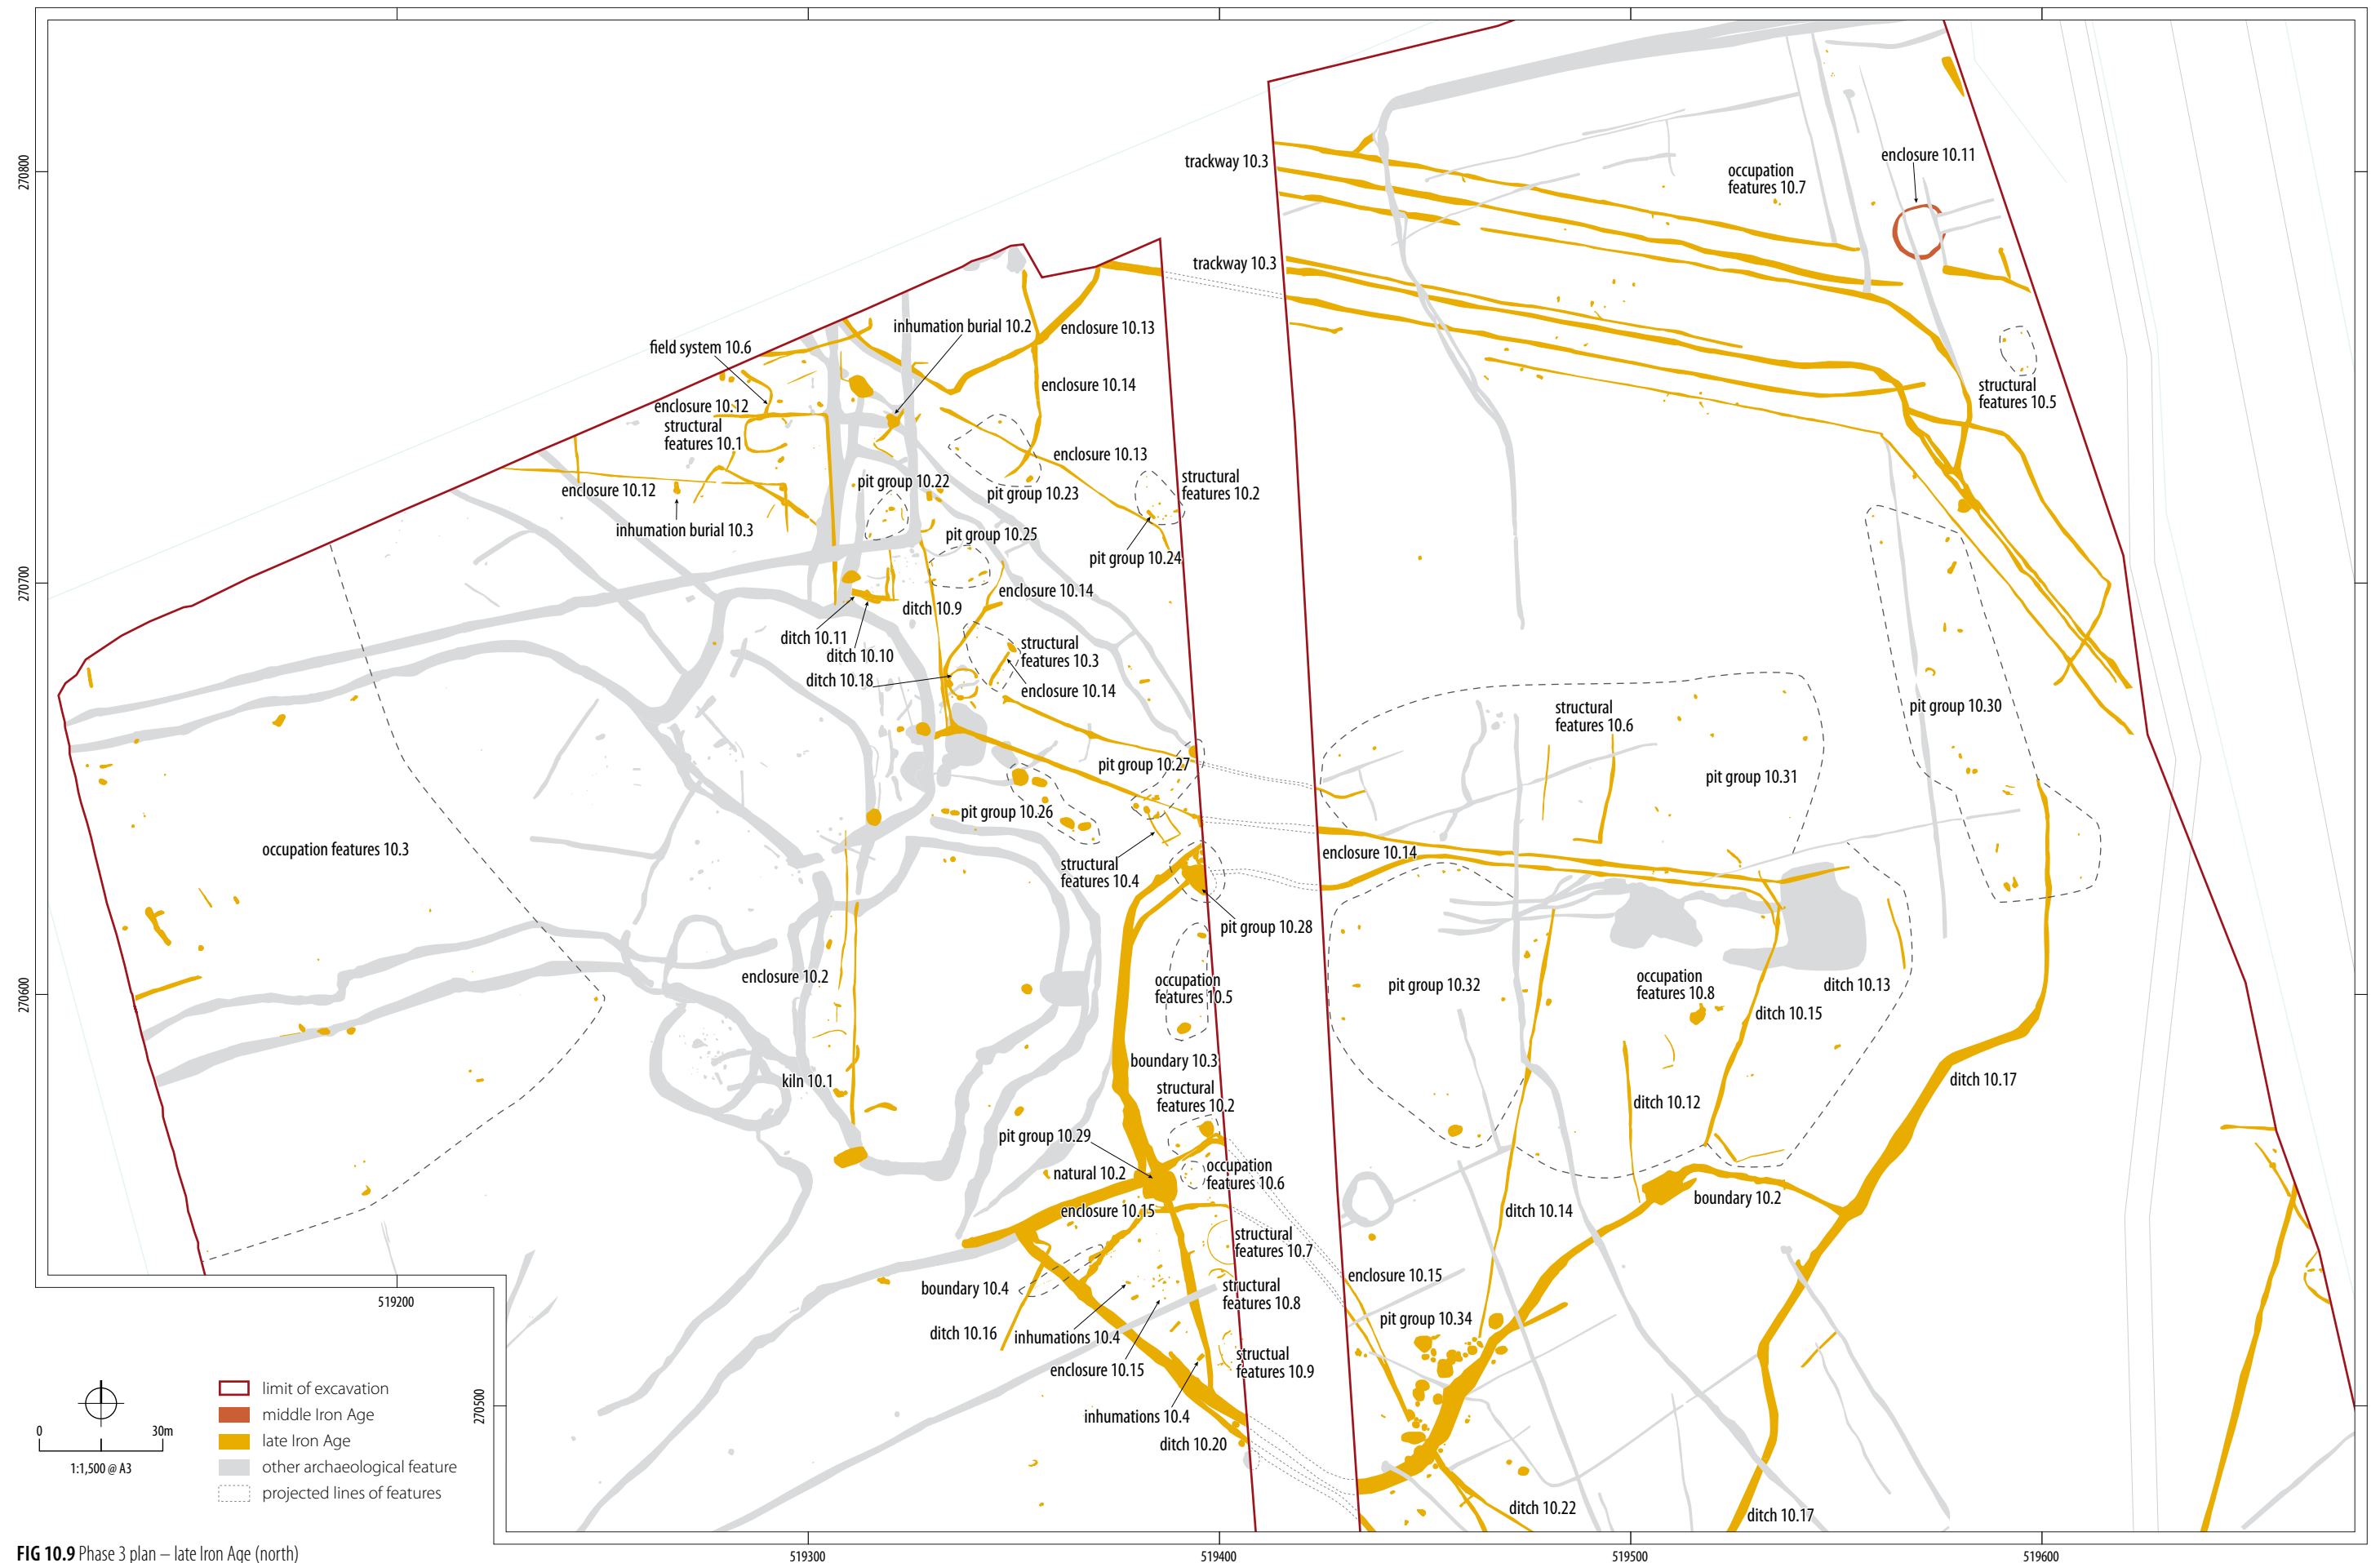 270800
270700
270600
270500
trackway 10.3
occupation
features 10.7
enclosure 10.11
trackway 10.3
inhumation burial 10.2
enclosure 10.13
field system 10.6
enclosure 10.14
structural
features 10.5
enclosure 10.12
structural
features 10.1
enclosure 10.13
structural
features 10.2
pit group 10.22
enclosure 10.12
pit group 10.23
inhumation burial 10.3
pit group 10.25
pit group 10.24
enclosure 10.14
ditch 10.9
ditch 10.11
ditch 10.10
structural
features 10.3
ditch 10.18
enclosure 10.14
structural
features 10.6
pit group 10.30
pit group 10.27
pit group 10.31
pit group 10.26
occupation features 10.3
structural
features 10.4
enclosure 10.14
pit group 10.28
enclosure 10.2
occupation
features 10.5
pit group 10.32
occupation
features 10.8
ditch 10.13
ditch 10.15
boundary 10.3
kiln 10.1
structural
features 10.2
ditch 10.12
ditch 10.17
pit group 10.29
natural 10.2
occupation
features 10.6
boundary 10.2
enclosure 10.15
ditch 10.14
structural
features 10.7
boundary 10.4
enclosure 10.15
structural
features 10.8
pit group 10.34
ditch 10.16
inhumations 10.4
enclosure 10.15
structual
features 10.9
inhumations 10.4
ditch 10.20
ditch 10.22
ditch 10.17
519200
519300
519400
519500
519600
0
30m
1:1,500 @ A3
limit of excavation
middle Iron Age
late Iron Age
other archaeological feature
projected lines of features
FIG 10.9 Phase 3 plan – late Iron Age (north)